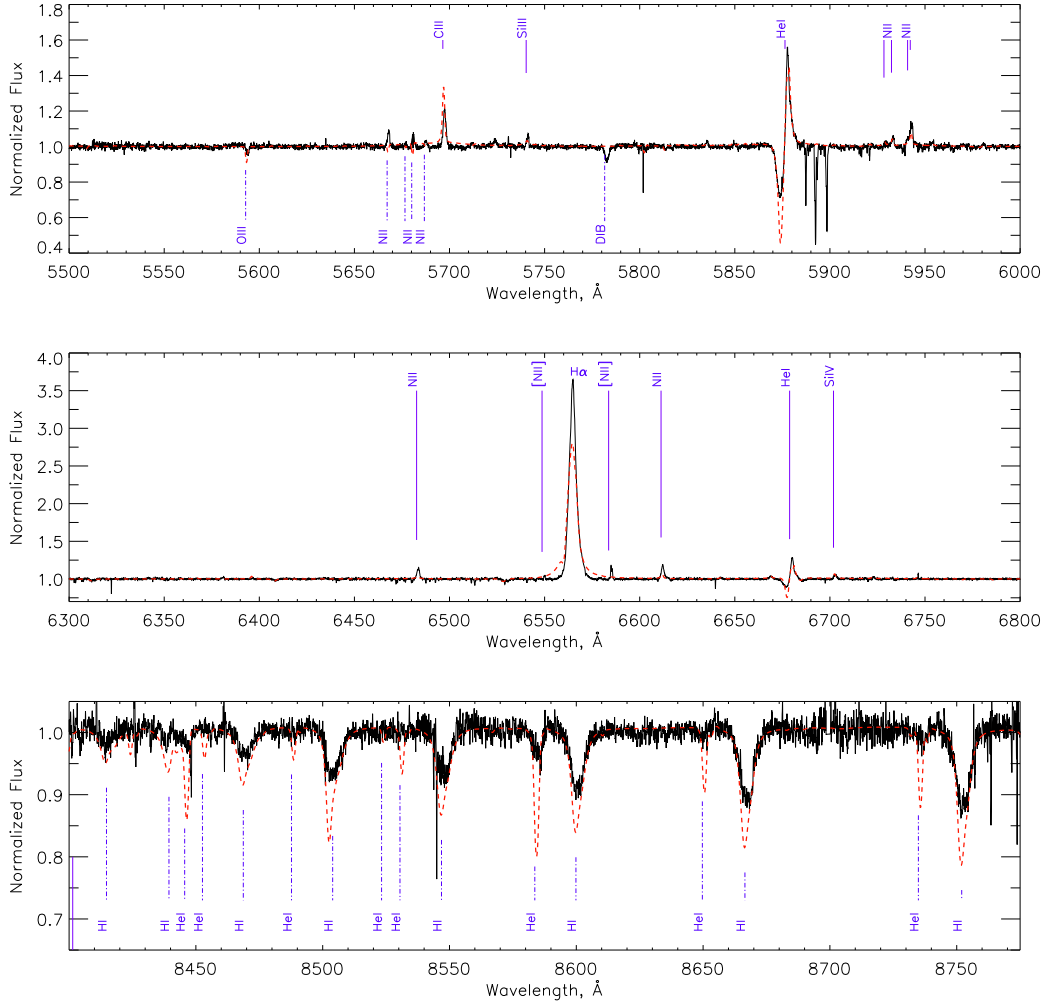 CIII SiIII HeI NII NII
1.8
1.6
1.4
1.2
1.0
0.8
0.6
0.4
Normalized Flux
OIII NII NII NII DIB
5500 5550 5600 5650 5700 5750 5800 5850 5900 5950 6000
Wavelength, Å
4.0
3.5
3.0
2.5
2.0
1.5
1.0
Normalized Flux
NII [NII] Hα [NII] NII HeI SiIV
6300 6350 6400 6450 6500 6550 6600 6650 6700 6750 6800
Wavelength, Å
1.0
0.9
0.8
0.7
Normalized Flux
HI HI HeI HeI HI HeI HI HeI HeI HI HeI HI HeI HI HeI HI
8450 8500 8550 8600 8650 8700 8750
Wavelength, Å